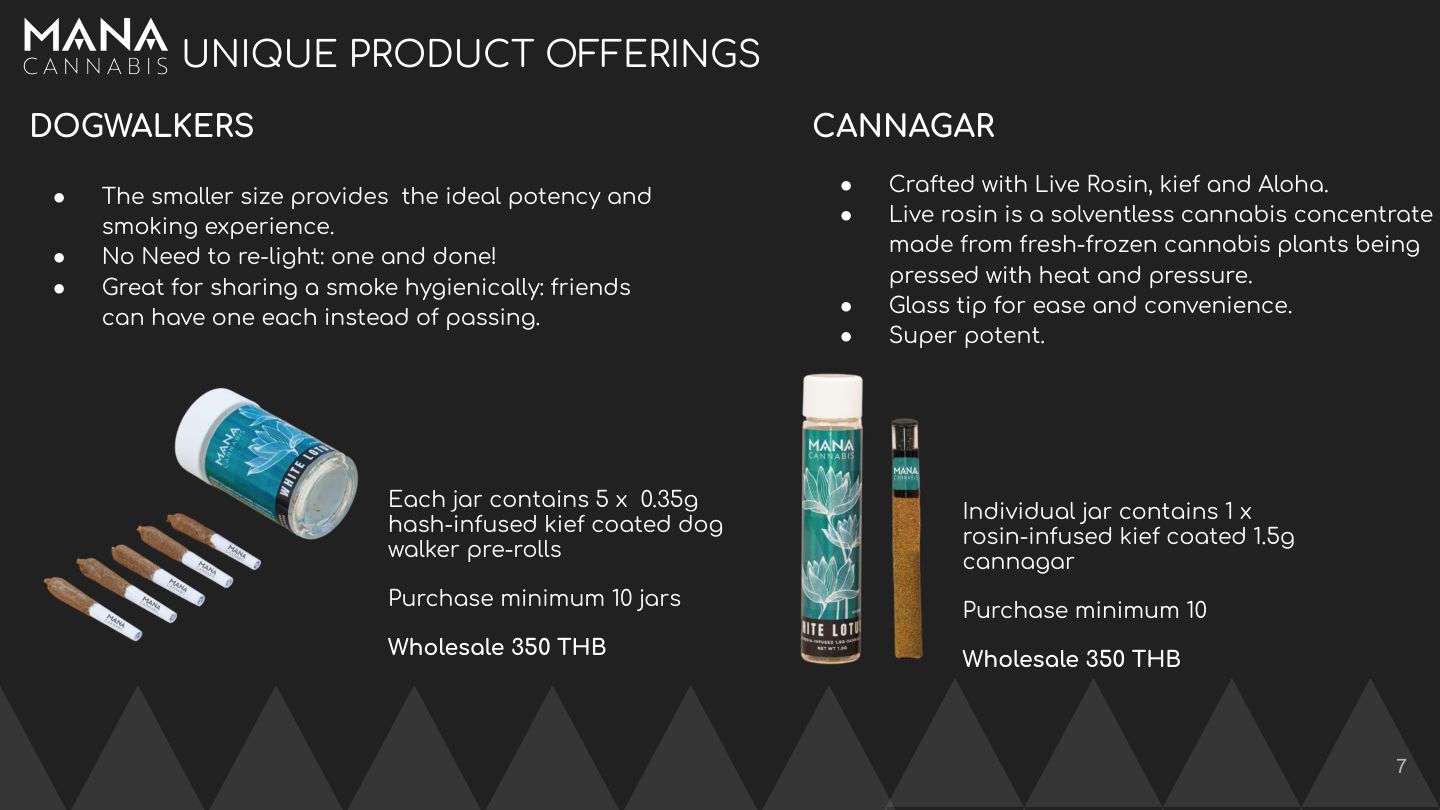 MANA
CANNABIS
UNIQUE PRODUCT OFFERINGS
DOGWALKERS
● The smaller size provides  the ideal potency and
smoking experience.
● No Need to re-light: one and done!
● Great for sharing a smoke hygienically: friends
can have one each instead of passing.
MANA
CANNABIS
WHITE LOTU
MANA
MANA
MANA
MANA
MANA
Each jar contains 5 x  0.35g
hash-infused kief coated dog
walker pre-rolls
Purchase minimum 10 jars
Wholesale 350 THB
CANNAGAR
● Crafted with Live Rosin, kief and Aloha.
● Live rosin is a solventless cannabis concentrate
made from fresh-frozen cannabis plants being
pressed with heat and pressure.
● Glass tip for ease and convenience.
● Super potent.
MANA
CANNABIS
HITE LOTU
NET WT 1.5G
MANA
CANNABIS
Individual jar contains 1 x
rosin-infused kief coated 1.5g
cannagar
Purchase minimum 10
Wholesale 350 THB
7